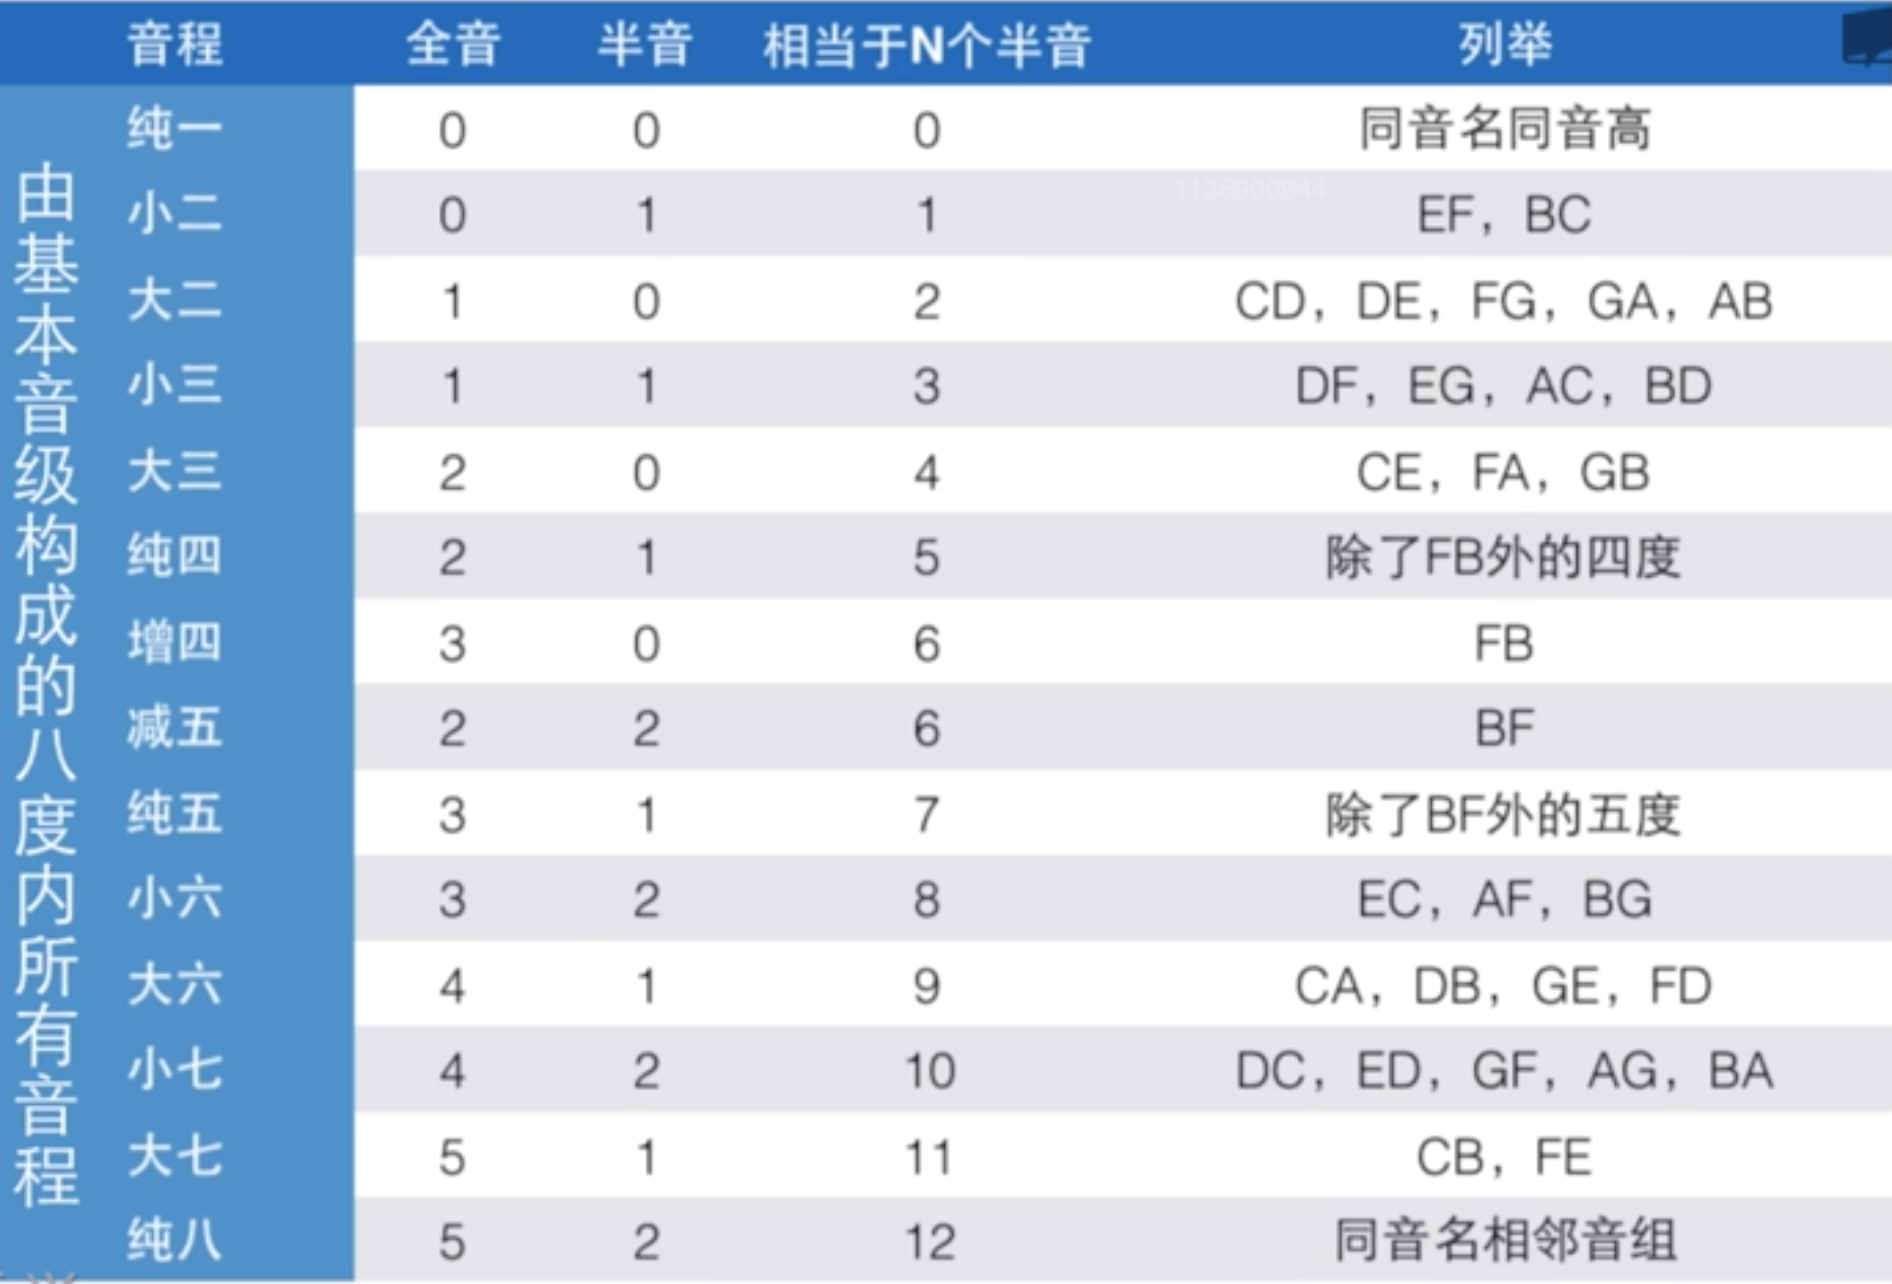 音程 全音 半音 相当于N个半音 列举
由基本音级构成的八度内所有音程
纯一 0 0 0 同音名同音高
1136900944
小二 0 1 1 EF，BC
大二 1 0 2 CD，DE，FG，GA，AB
小三 1 1 3 DF，EG，AC，BD
大三 2 0 4 CE，FA，GB
纯四 2 1 5 除了FB外的四度
增四 3 0 6 FB
减五 2 2 6 BF
纯五 3 1 7 除了BF外的五度
小六 3 2 8 EC，AF，BG
大六 4 1 9 CA，DB，GE，FD
小七 4 2 10 DC，ED，GF，AG，BA
大七 5 1 11 CB，FE
纯八 5 2 12 同音名相邻音组